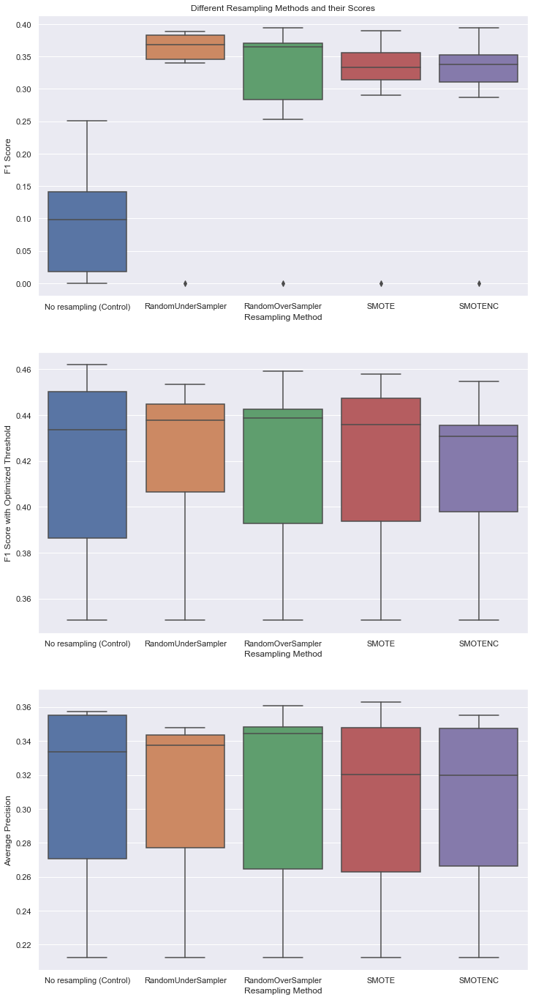 Different Resampling Methods and their Scores
F1 Score
0.40
0.35
0.30
0.25
0.20
0.15
0.10
0.05
0.00
No resampling (Control) RandomUnderSampler RandomOverSampler SMOTE SMOTENC
Resampling Method
F1 Score with Optimized Threshold
0.46
0.44
0.42
0.40
0.38
0.36
No resampling (Control) RandomUnderSampler RandomOverSampler SMOTE SMOTENC
Resampling Method
Average Precision
0.36
0.34
0.32
0.30
0.28
0.26
0.24
0.22
No resampling (Control) RandomUnderSampler RandomOverSampler SMOTE SMOTENC
Resampling Method